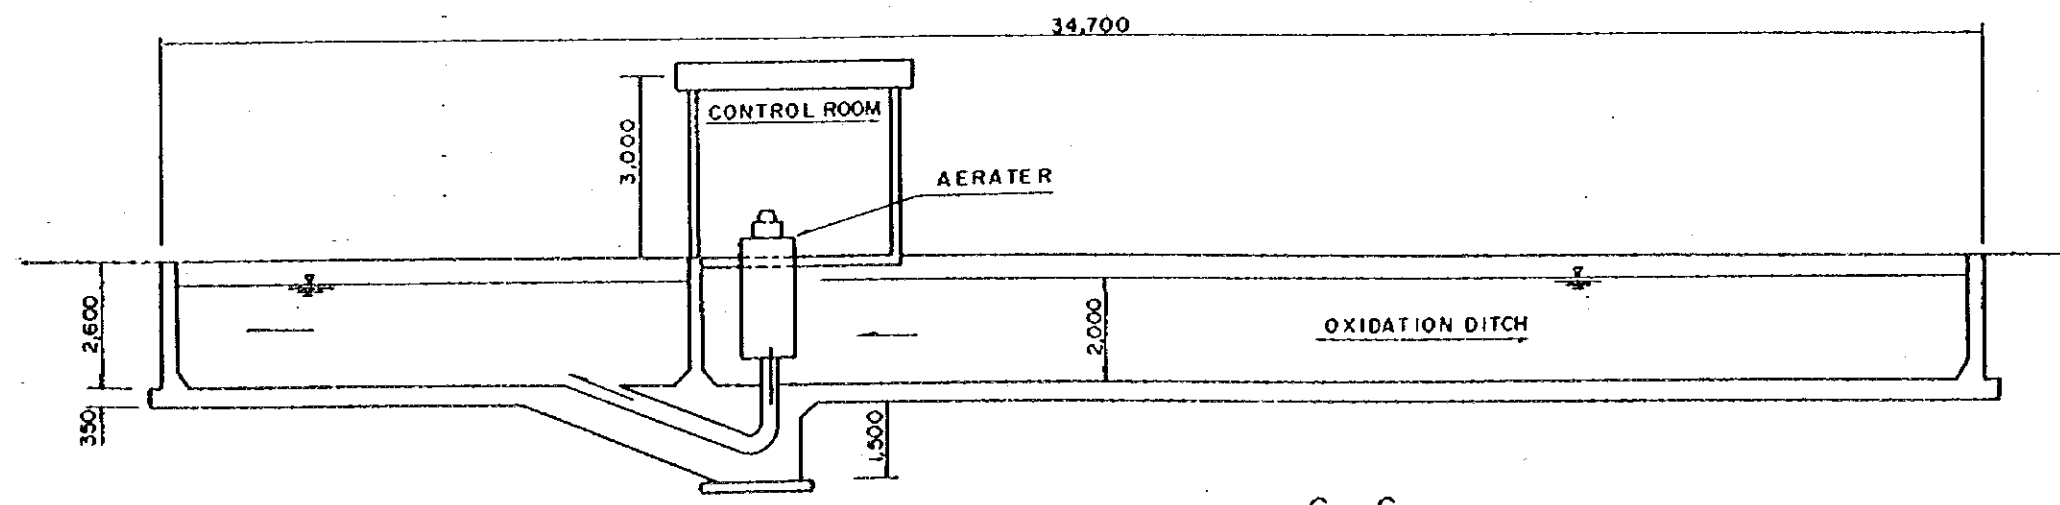 34,700
CONTROL ROOM
3,000
AERATER
2,600
2,000
OXIDATION DITCH
350
1,500